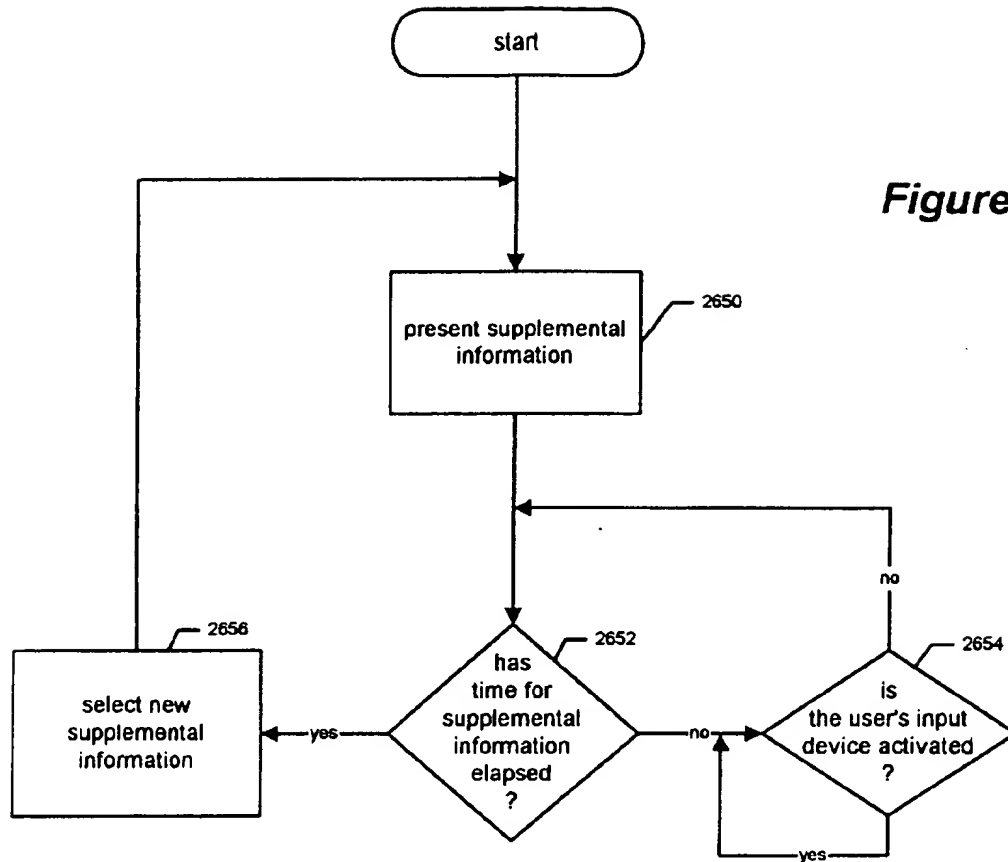 start
Figure
2650
present supplemental
information
no
2656
2652
2654
select new
supplemental
information
yes
has
time for
supplemental
information
elapsed
?
no
is
the user's input
device activated
?
yes